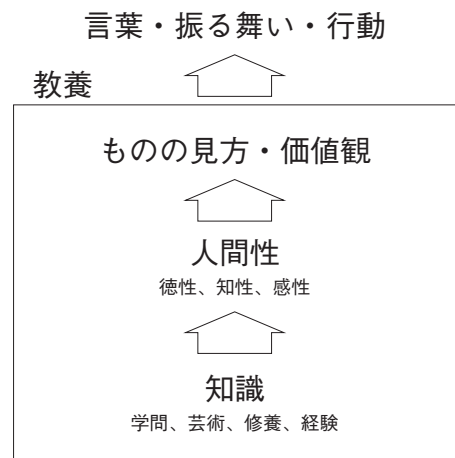 言葉・振る舞い・行動
教養
ものの見方・価値観
人間性
徳性、知性、感性
知識
学問、芸術、修養、経験